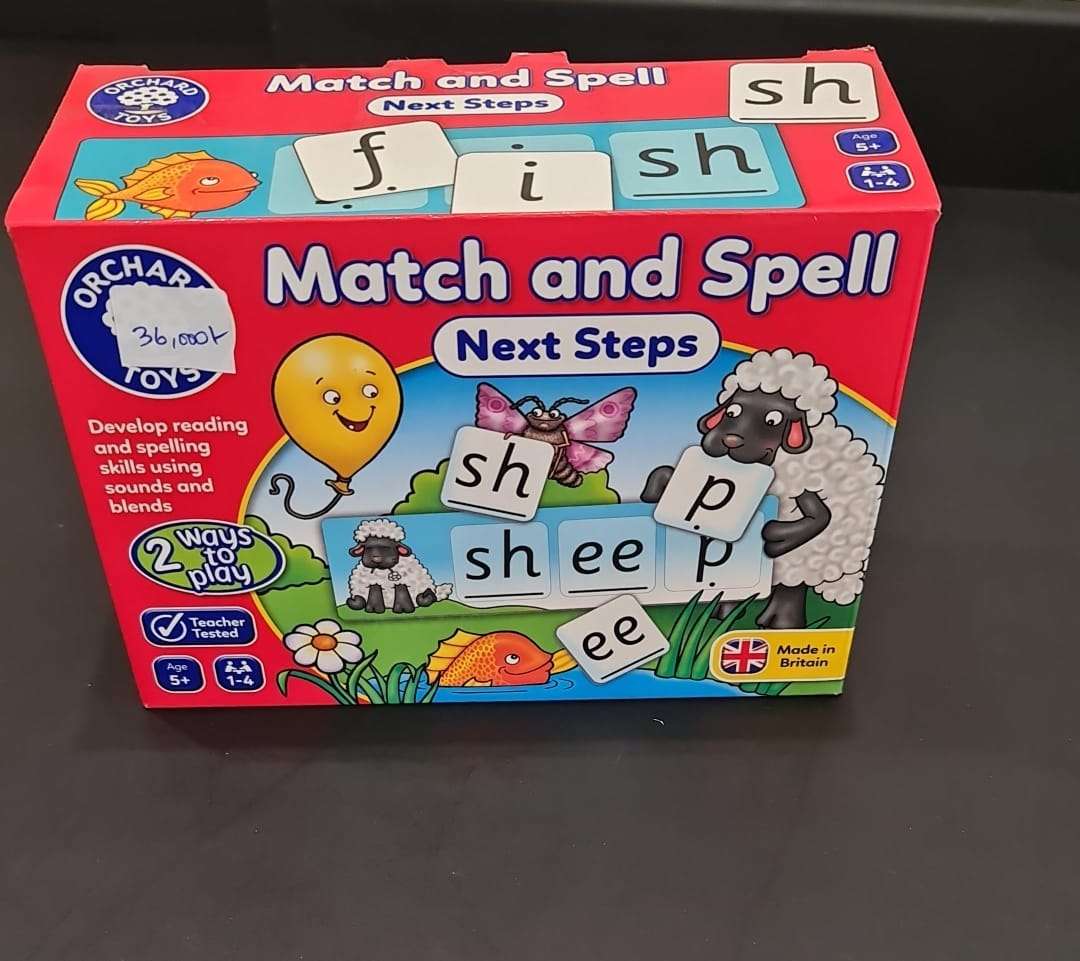 ORCHARD
TOYS
Match and Spell
Next Steps
sh
f
i
sh
Age
5+
1-4
ORCHAR
TOYS
36,000/-
Match and Spell
Next Steps
Develop reading
and spelling
skills using
sounds and
blends
2 ways
to
play
Teacher
Tested
Age
5+
1-4
sh
p
sh ee p
ee
Made in
Britain